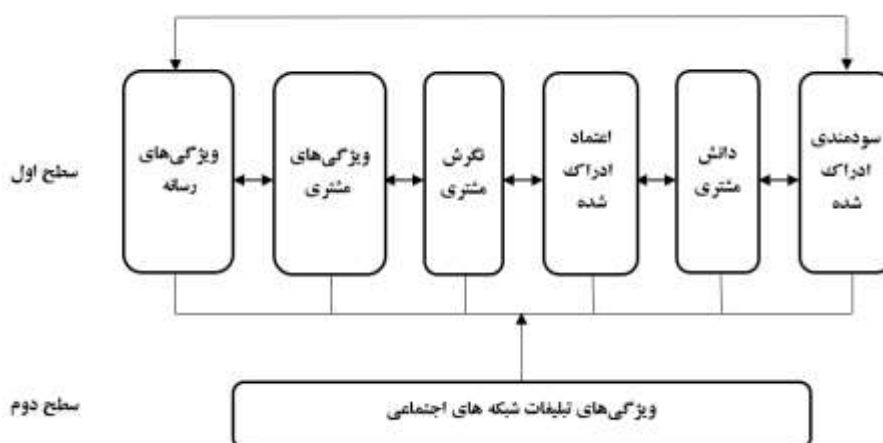 سطح اول
سودمندی
ادراک
شده
دانش
مشتری
اعتماد
ادراک
شده
نگرش
مشتری
ویژگی‌های
مشتری
ویژگی‌های
رسانه
سطح دوم
ویژگی‌های تبلیغات شبکه های اجتماعی